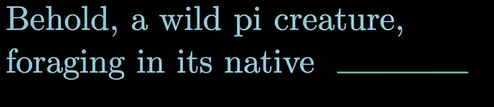 Behold, a wild pi creature,
foraging in its native